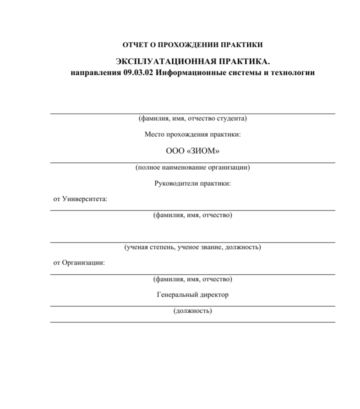 ОТЧЕТ О ПРОХОЖДЕНИИ ПРАКТИКИ
ЭКСПЛУАТАЦИОННАЯ ПРАКТИКА.
направления 09.03.02 Информационные системы и технологии
(фамилия, имя, отчество студента)
Место прохождения практики:
ООО «ЗИОМ»
(полное наименование организации)
Руководители практики:
от Университета:
(фамилия, имя, отчество)
(ученая степень, ученое звание, должность)
от Организации:
(фамилия, имя, отчество)
Генеральный директор
(должность)